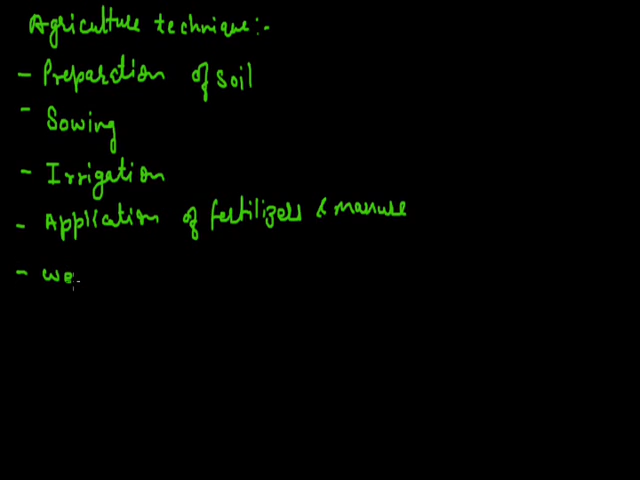 Agriculture technique:-
- Preparation of soil
- Sowing
- Irrigation
- Application of fertilizers & manure
- we